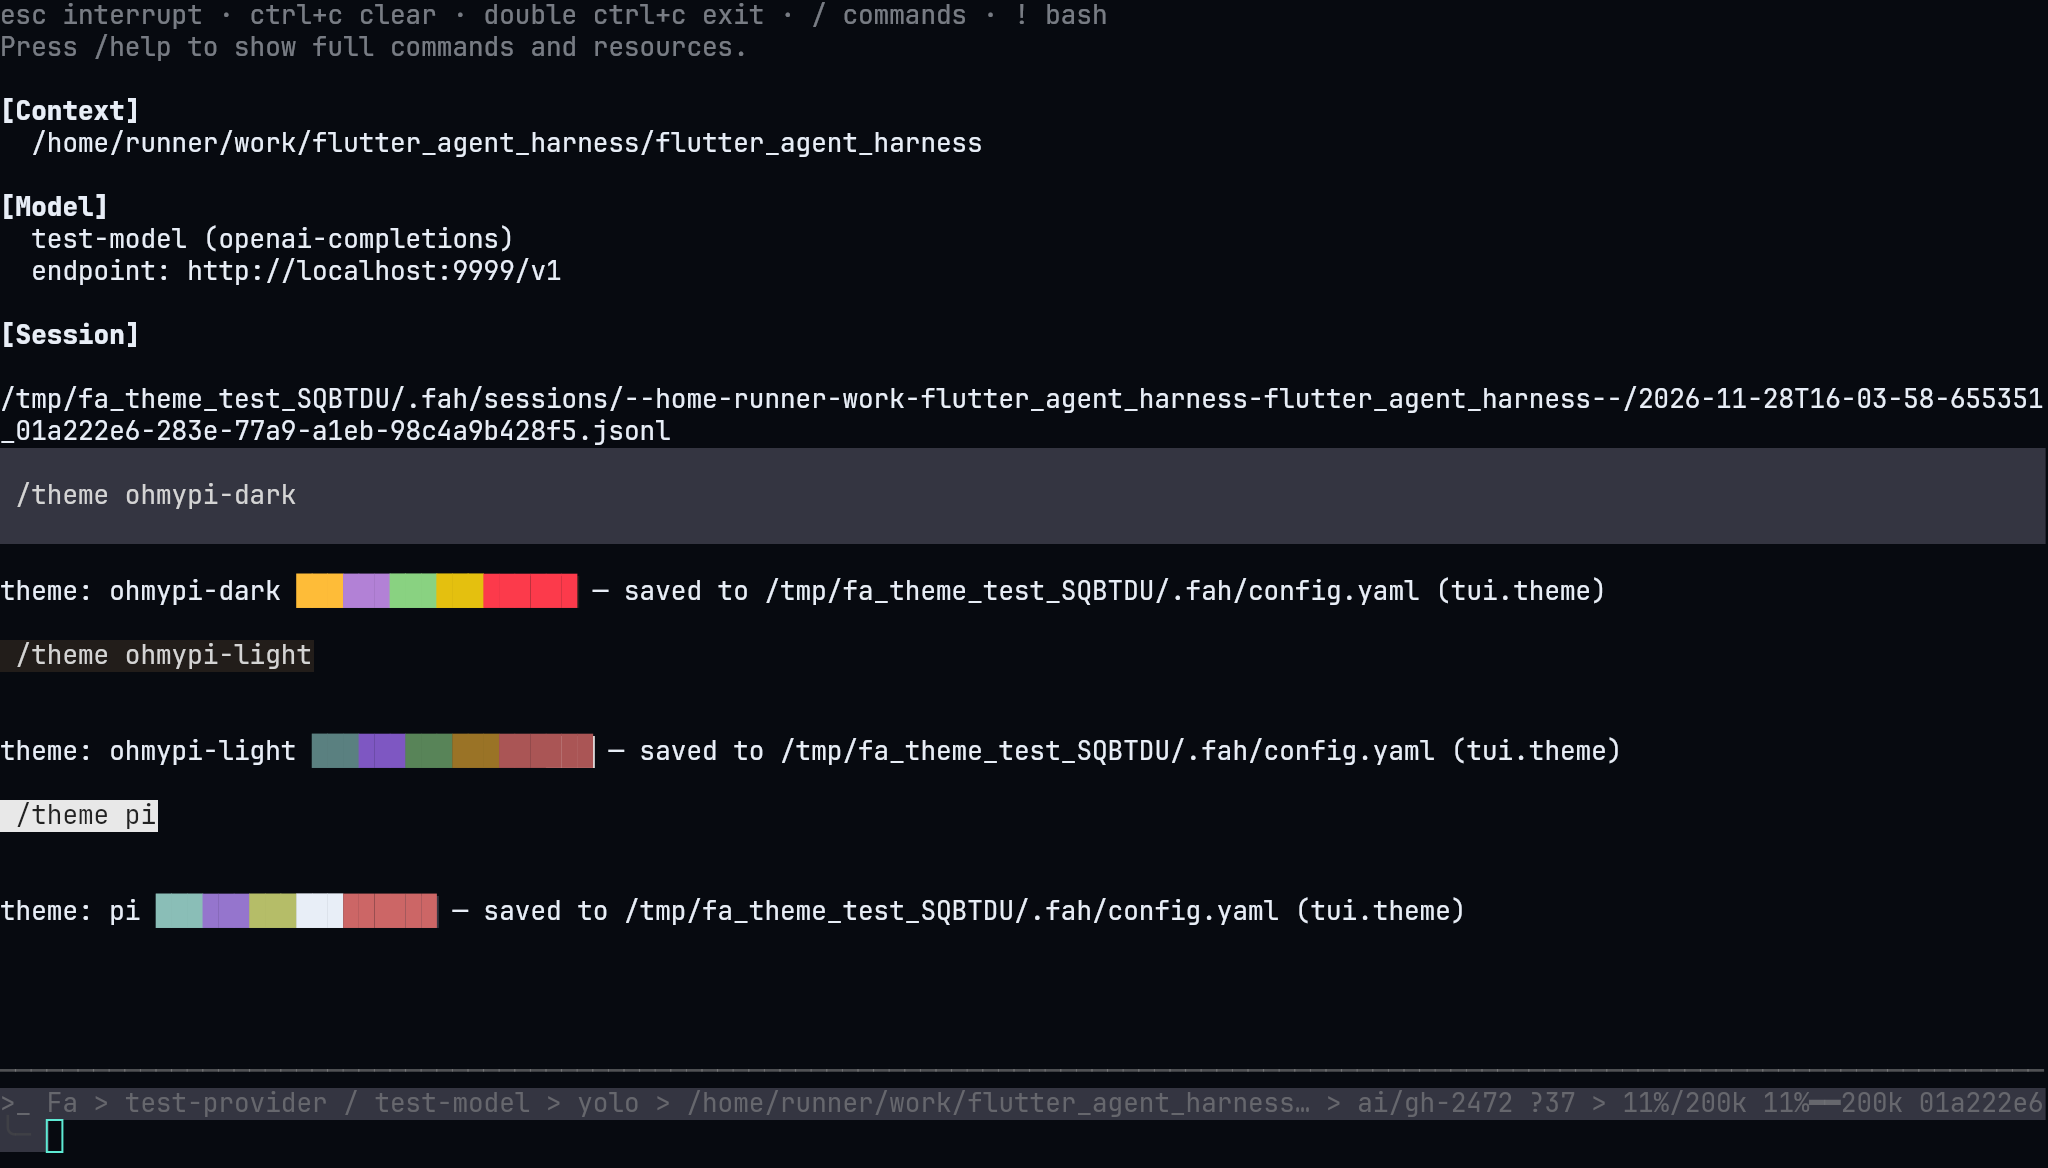 esc interrupt · ctrl+c clear · double ctrl+c exit · / commands · ! bash
Press /help to show full commands and resources.
[Context]
/home/runner/work/flutter_agent_harness/flutter_agent_harness
[Model]
test-model (openai-completions)
endpoint: http://localhost:9999/v1
[Session]
/tmp/fa_theme_test_SQBTDU/.fah/sessions/--home-runner-work-flutter_agent_harness-flutter_agent_harness--/2026-11-28T16-03-58-655351
_01a222e6-283e-77a9-a1eb-98c4a9b428f5.jsonl
/theme ohmypi-dark
theme: ohmypi-dark — saved to /tmp/fa_theme_test_SQBTDU/.fah/config.yaml (tui.theme)
/theme ohmypi-light
theme: ohmypi-light — saved to /tmp/fa_theme_test_SQBTDU/.fah/config.yaml (tui.theme)
/theme pi
theme: pi — saved to /tmp/fa_theme_test_SQBTDU/.fah/config.yaml (tui.theme)
>_ Fa > test-provider / test-model > yolo > /home/runner/work/flutter_agent_harness… > ai/gh-2472 ?37 > 11%/200k 11%━━200k 01a222e6